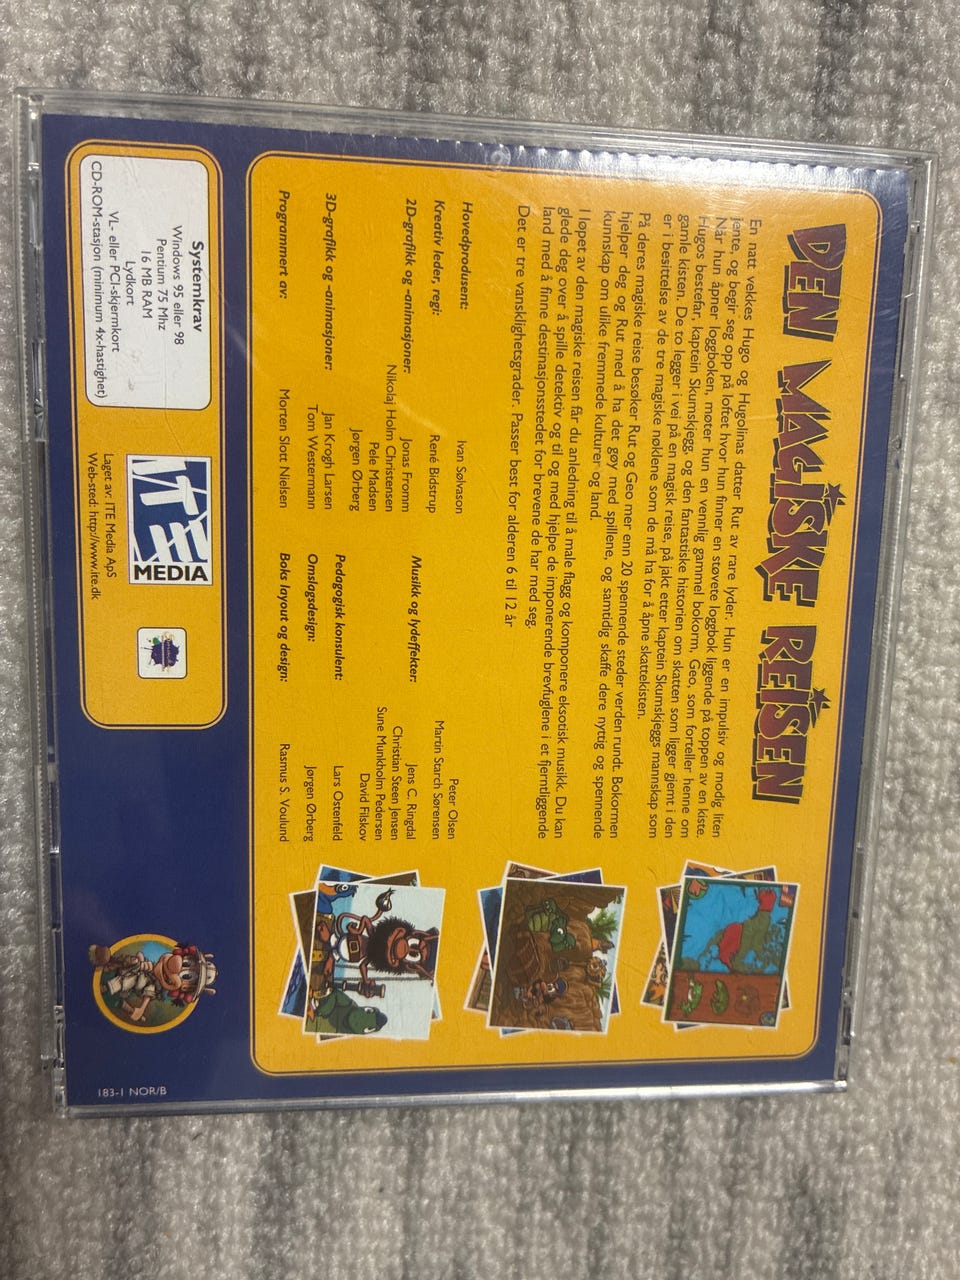 DEN MAGISKE REISEN
En natt vekkes Hugo og Hugolinas datter Rut av rare lyder. Hun er en impulsiv og modig liten
jente og begir seg opp på loftet hvor hun finner en støvete loggbok liggende på toppen av en kiste.
Når hun åpner loggboken, møter hun en vennlig gammel bokorm, Geo, som forteller henne om
Hugos bestefar, kaptein Skumskjegg, og den fantastiske historien om skatten som ligger gjemt i den
gamle kisten. De to legger i vei på en magisk reise, på jakt etter kaptein Skumskjeggs mannskap som
er i besittelse av de tre magiske nøklene som de må ha for å åpne skattekisten.
På deres magiske reise besøker Rut og Geo mer enn 20 spennende steder verden rundt. Bokormen
hjelper deg og Rut med å ha det gøy med spillene, og samtidig skaffe dere nyttig og spennende
kunnskap om ulike fremmede kulturer og land.
I løpet av den magiske reisen får du anledning til å male flagg og komponere eksotisk musikk. Du kan
glede deg over å spille detektiv og til og med hjelpe de imponerende brevfuglene i et fjerntliggende
land med å finne destinasjonsstedet for brevene de har med seg.
Det er tre vansklighetsgrader. Passer best for alderen 6 til 12 år
Hovedprodusent: Ivan Sølvason
Kreativ leder, regi: René Bidstrup
2D-grafikk og -animasjoner: Jonas Fromm
Nikolaj Holm Christensen
Pele Madsen
Jørgen Ørberg
3D-grafikk og -animasjoner: Jan Krogh Larsen
Tom Westermann
Programmert av: Morten Slott Nielsen
Peter Olsen
Martin Starch Sørensen
Musikk og lydeffekter: Jens C. Ringdal
Christian Steen Jensen
Sune Munkholm Pedersen
David Filskov
Pedagogisk konsulent: Lars Ostenfeld
Omslagsdesign: Jørgen Ørberg
Boks layout og design: Rasmus S. Voulund
Systemkrav
Windows 95 eller 98
Pentium 75 Mhz
16 MB RAM
Lydkort
VL- eller PCI-skjermkort
CD-ROM-stasjon (minimum 4x-hastighet)
ITE
MEDIA
Laget av: ITE Media ApS
Web-sted: http://www.ite.dk
183-1 NOR/B